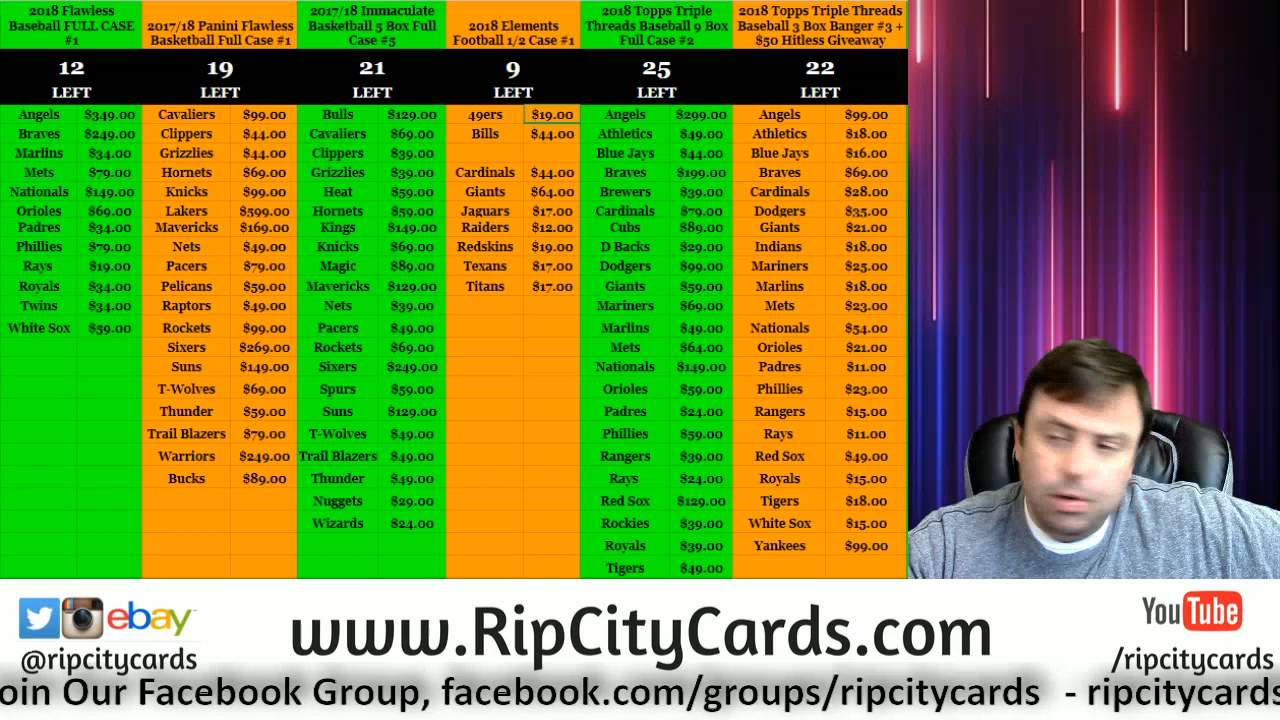 2018 Flawless
Baseball FULL CASE
#1
12
LEFT
Angels $349.00
Braves $249.00
Marlins $34.00
Mets $79.00
Nationals $149.00
Orioles $69.00
Padres $34.00
Phillies $79.00
Rays $19.00
Royals $34.00
Twins $34.00
White Sox $59.00
2017/18 Panini Flawless
Basketball Full Case #1
19
LEFT
Cavaliers $99.00
Clippers $44.00
Grizzlies $44.00
Hornets $69.00
Knicks $99.00
Lakers $599.00
Mavericks $169.00
Nets $49.00
Pacers $79.00
Pelicans $59.00
Raptors $49.00
Rockets $99.00
Sixers $269.00
Suns $149.00
T-Wolves $69.00
Thunder $59.00
Trail Blazers $79.00
Warriors $249.00
Bucks $89.00
2017/18 Immaculate
Basketball 5 Box Full
Case #5
21
LEFT
Bulls $129.00
Cavaliers $69.00
Clippers $39.00
Grizzlies $39.00
Heat $59.00
Hornets $59.00
Kings $149.00
Knicks $69.00
Magic $89.00
Mavericks $129.00
Nets $39.00
Pacers $49.00
Rockets $69.00
Sixers $249.00
Spurs $59.00
Suns $129.00
T-Wolves $49.00
Trail Blazers $49.00
Thunder $49.00
Nuggets $29.00
Wizards $24.00
2018 Elements
Football 1/2 Case #1
9
LEFT
49ers $19.00
Bills $44.00
Cardinals $44.00
Giants $64.00
Jaguars $17.00
Raiders $12.00
Redskins $19.00
Texans $17.00
Titans $17.00
2018 Topps Triple
Threads Baseball 9 Box
Full Case #2
25
LEFT
Angels $299.00
Athletics $49.00
Blue Jays $44.00
Braves $199.00
Brewers $39.00
Cardinals $79.00
Cubs $89.00
D Backs $29.00
Dodgers $99.00
Giants $59.00
Mariners $69.00
Marlins $49.00
Mets $64.00
Nationals $149.00
Orioles $59.00
Padres $24.00
Phillies $59.00
Rangers $39.00
Rays $24.00
Red Sox $129.00
Rockies $39.00
Royals $39.00
Tigers $49.00
2018 Topps Triple Threads
Baseball 3 Box Banger #3 +
$50 Hitless Giveaway
22
LEFT
Angels $99.00
Athletics $18.00
Blue Jays $16.00
Braves $69.00
Cardinals $28.00
Dodgers $35.00
Giants $21.00
Indians $18.00
Mariners $25.00
Marlins $18.00
Mets $23.00
Nationals $54.00
Orioles $21.00
Padres $11.00
Phillies $23.00
Rangers $15.00
Rays $11.00
Red Sox $49.00
Royals $15.00
Tigers $18.00
White Sox $15.00
Yankees $99.00
ebay
@ripcitycards
www.RipCityCards.com
YouTube
/ripcitycards
oin Our Facebook Group, facebook.com/groups/ripcitycards - ripcitycards